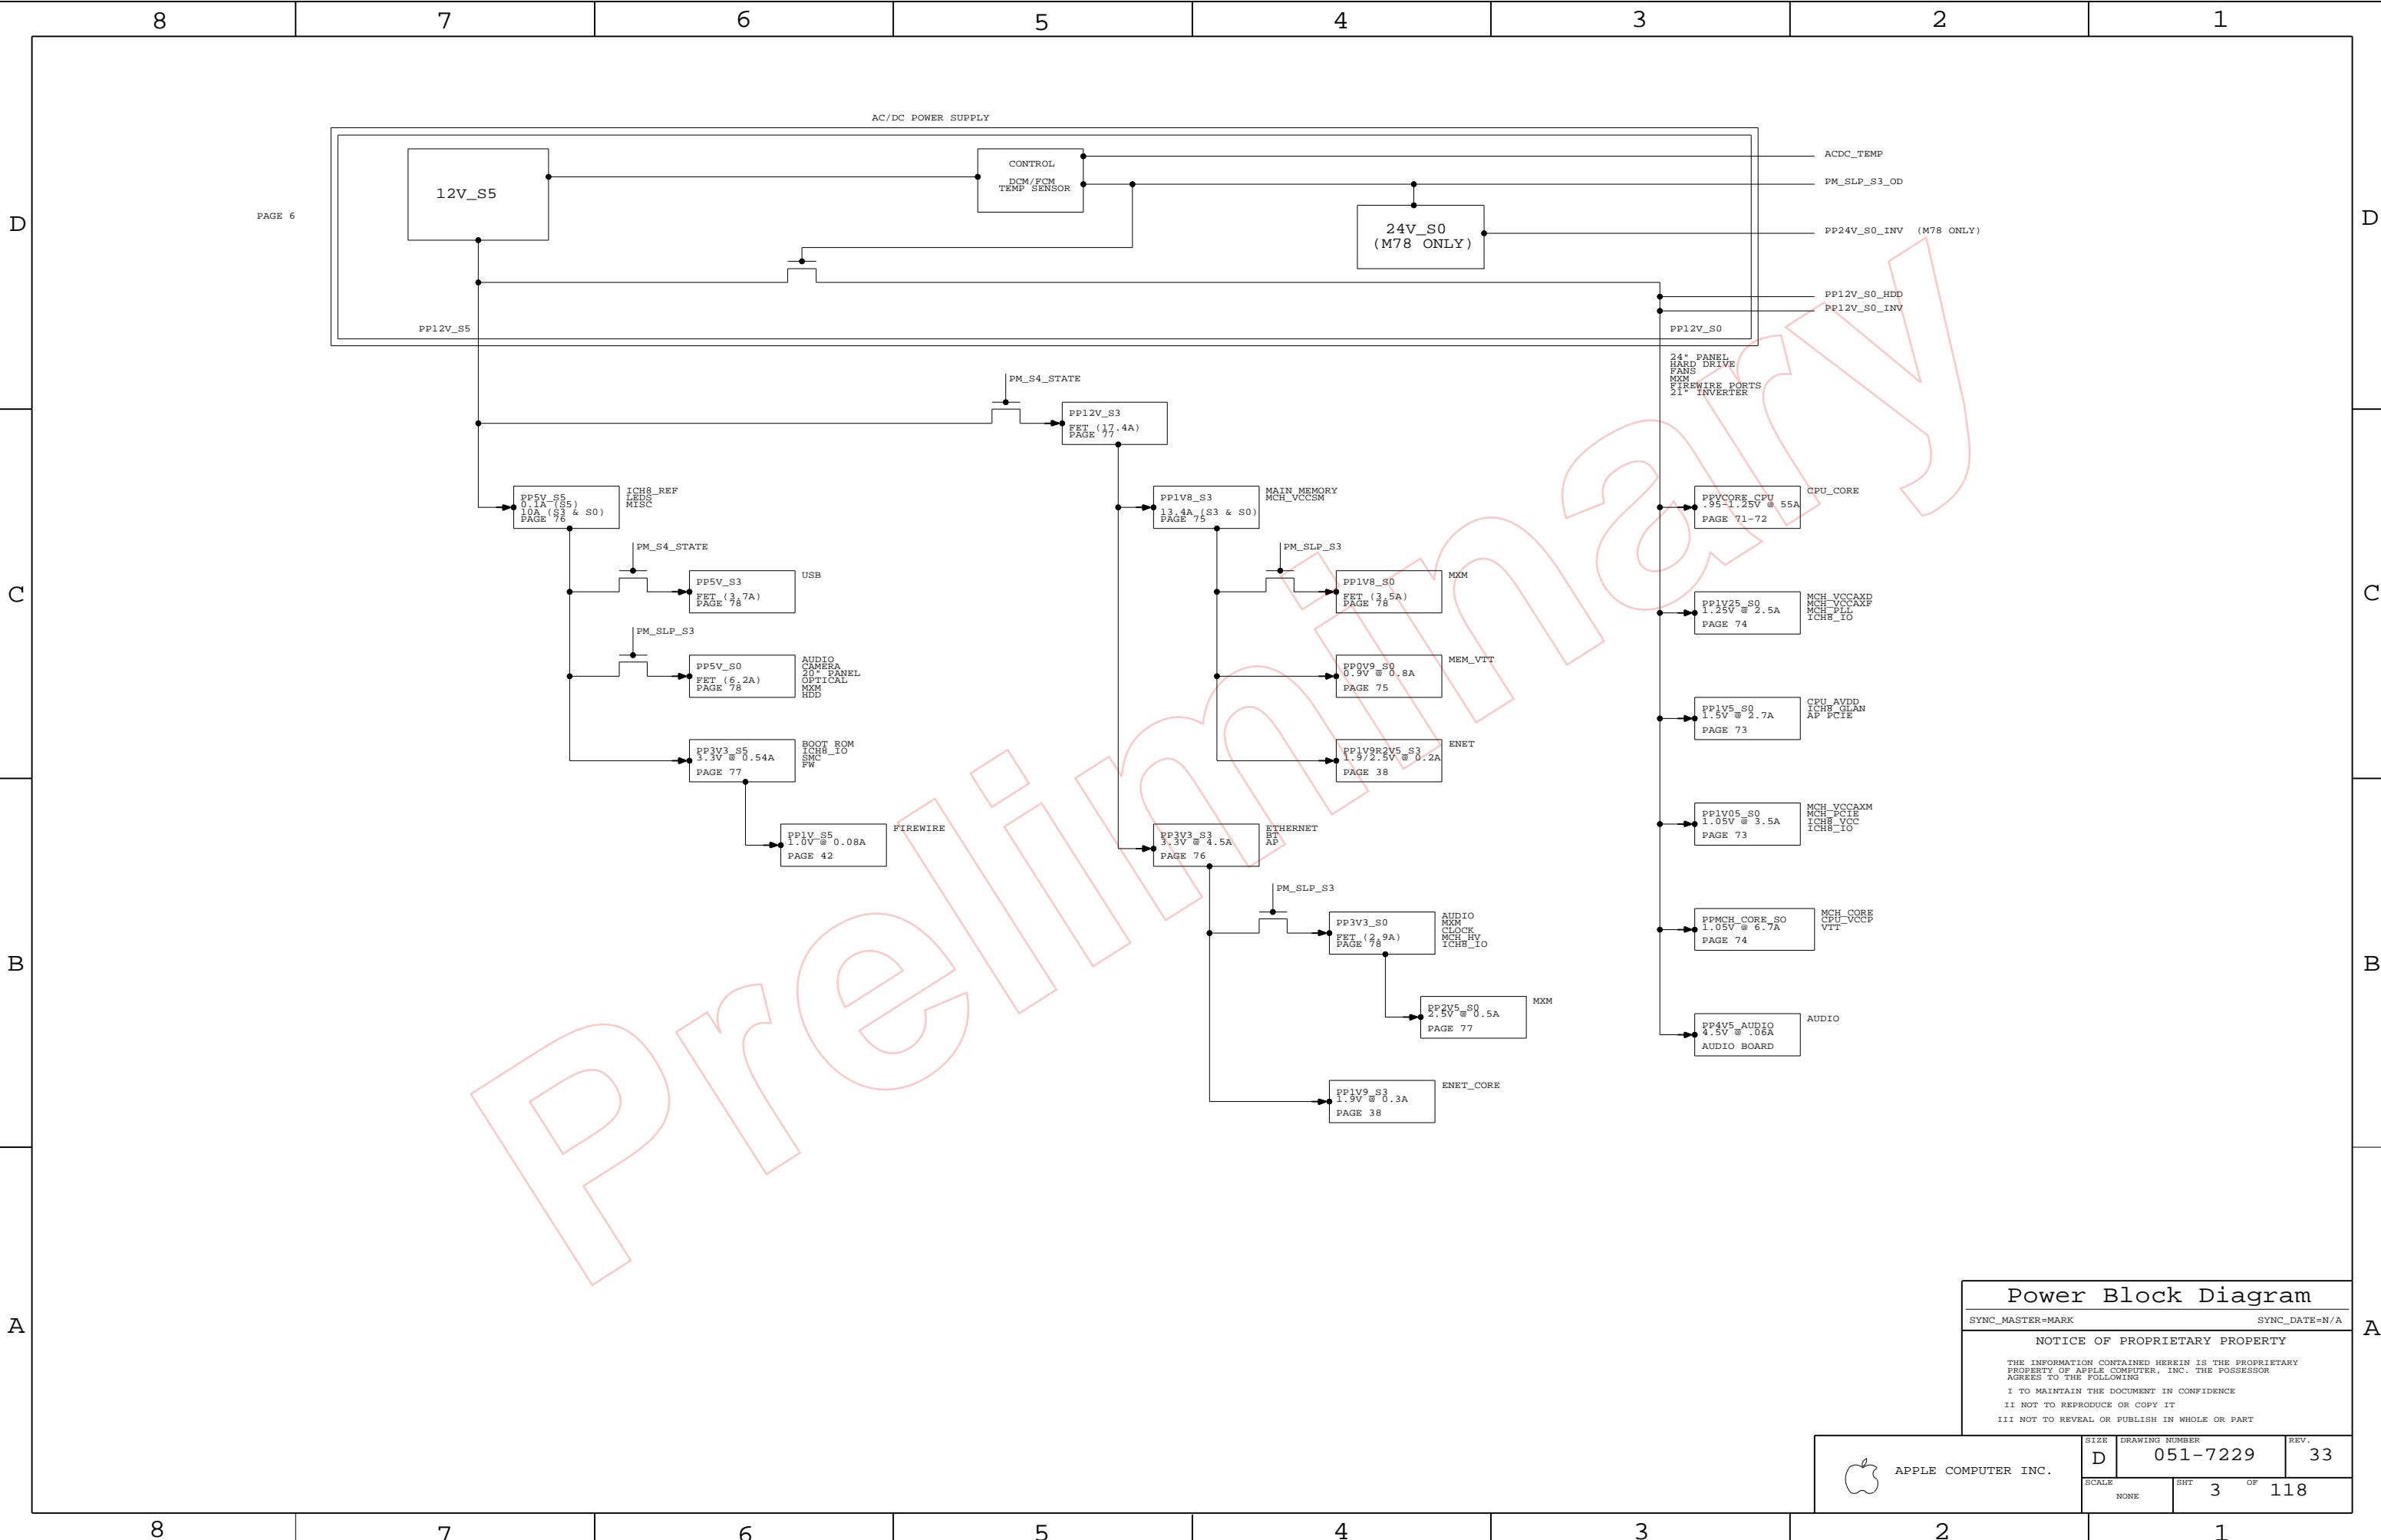 8 7 6 5 4 3 2 1
AC/DC POWER SUPPLY
12V_S5
CONTROL
DCM/FCM
TEMP SENSOR
ACDC_TEMP
PM_SLP_S3_OD
PAGE 6
24V_S0
(M78 ONLY)
PP24V_S0_INV (M78 ONLY)
D
D
PP12V_S0_HDD
PP12V_S0_INV
PP12V_S5
PP12V_S0
24" PANEL
HARD DRIVE
FANS
MXM
FIREWIRE PORTS
21" INVERTER
PM_S4_STATE
PP12V_S3
FET (17.4A)
PAGE 77
PP5V_S5
0.1A (S5)
10A (S3 & S0)
PAGE 76
ICH8_REF
LEDS
MISC
PM_S4_STATE
PP5V_S3
FET (3.7A)
PAGE 78
USB
PM_SLP_S3
PP5V_S0
FET (6.2A)
PAGE 78
AUDIO
CAMERA
20" PANEL
OPTICAL
MXM
HDD
PP3V3_S5
3.3V @ 0.54A
PAGE 77
BOOT ROM
ICH8_IO
SMC
FW
PP1V_S5
1.0V @ 0.08A
PAGE 42
FIREWIRE
PP1V8_S3
13.4A (S3 & S0)
PAGE 75
MAIN MEMORY
MCH_VCCSM
PM_SLP_S3
PP1V8_S0
FET (3.5A)
PAGE 78
MXM
PP0V9_S0
0.9V @ 0.8A
PAGE 75
MEM_VTT
PP1V9R2V5_S3
1.9/2.5V @ 0.2A
PAGE 38
ENET
PP3V3_S3
3.3V @ 4.5A
PAGE 76
ETHERNET
BT
AP
PM_SLP_S3
PP3V3_S0
FET (2.9A)
PAGE 78
AUDIO
MXM
CLOCK
MCH_HV
ICH8_IO
PP2V5_S0
2.5V @ 0.5A
PAGE 77
MXM
PP1V9_S3
1.9V @ 0.3A
PAGE 38
ENET_CORE
PPVCORE_CPU
.95-1.25V @ 55A
PAGE 71-72
CPU_CORE
PP1V25_S0
1.25V @ 2.5A
PAGE 74
MCH_VCCAXD
MCH_VCCAXF
MCH_PLL
ICH8_IO
PP1V5_S0
1.5V @ 2.7A
PAGE 73
CPU_AVDD
ICH8_GLAN
AP PCIE
PP1V05_S0
1.05V @ 3.5A
PAGE 73
MCH_VCCAXM
MCH_PCIE
ICH8_VCC
ICH8_IO
PPMCH_CORE_SO
1.05V @ 6.7A
PAGE 74
MCH_CORE
CPU_VCCP
VTT
PP4V5_AUDIO
4.5V @ .06A
AUDIO BOARD
AUDIO
C
C
B
B
A
A
Preliminary
Power Block Diagram
SYNC_MASTER=MARK SYNC_DATE=N/A
NOTICE OF PROPRIETARY PROPERTY
THE INFORMATION CONTAINED HEREIN IS THE PROPRIETARY
PROPERTY OF APPLE COMPUTER, INC. THE POSSESSOR
AGREES TO THE FOLLOWING
I TO MAINTAIN THE DOCUMENT IN CONFIDENCE
II NOT TO REPRODUCE OR COPY IT
III NOT TO REVEAL OR PUBLISH IN WHOLE OR PART
APPLE COMPUTER INC.
SIZE
D
DRAWING NUMBER
051-7229
REV.
33
SCALE
NONE
SHT
3 OF 118
8 7 6 5 4 3 2 1